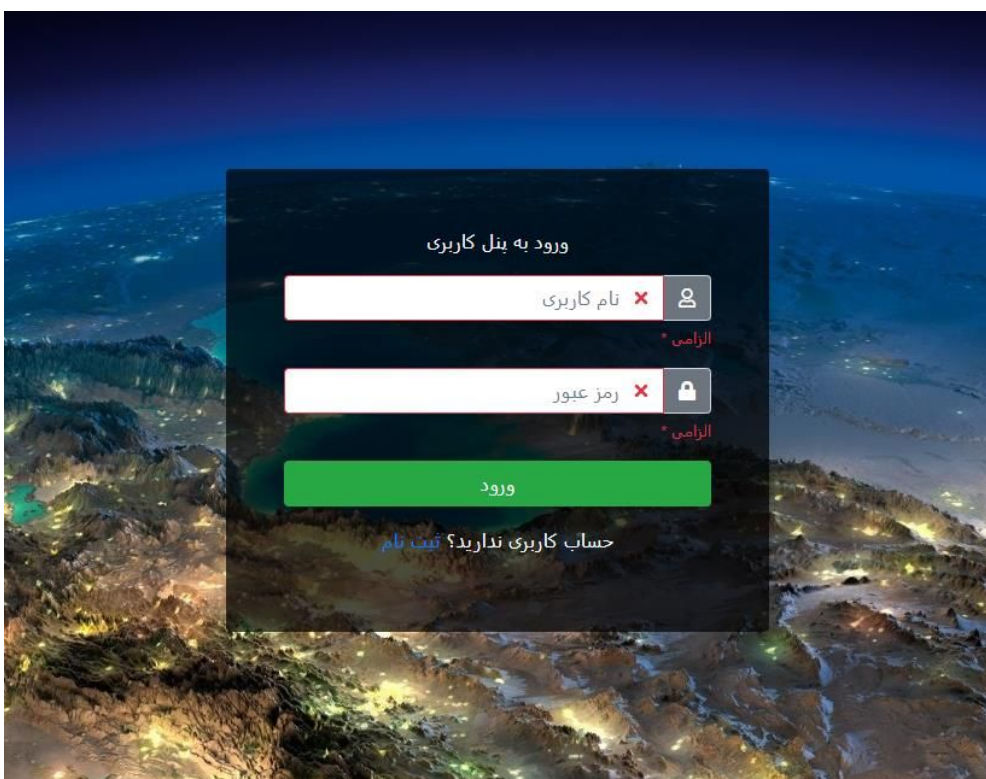 ورود به پنل کاربری
نام کاربری
الزامی *
رمز عبور
الزامی *
ورود
حساب کاربری ندارید؟ ثبت نام